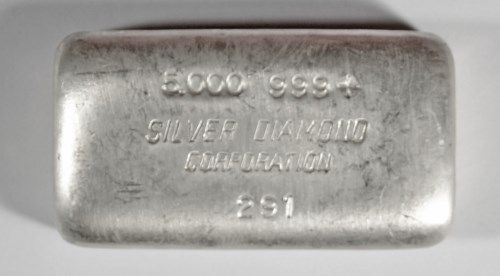 5.000 999+
SILVER DIAMOND
CORPORATION
291